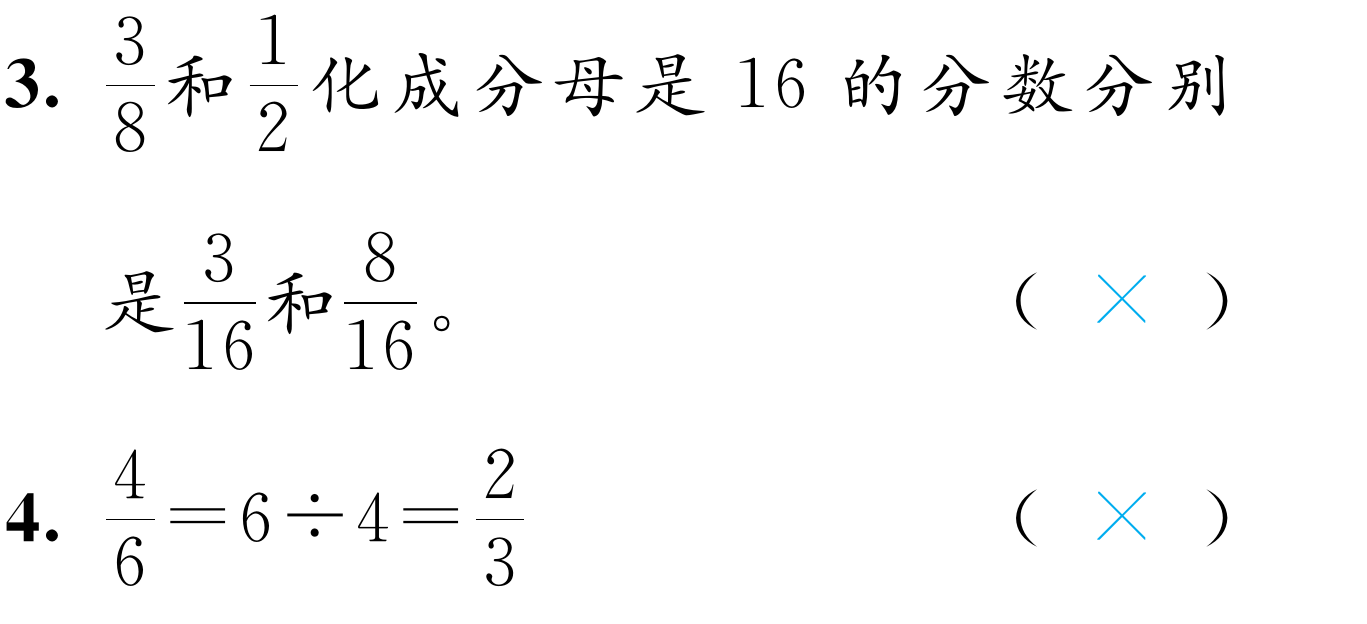 3. 3/8和1/2化成分母是 16 的分数分别
是3/16和8/16。 ( × )
4. 4/6=6÷4=2/3 ( × )